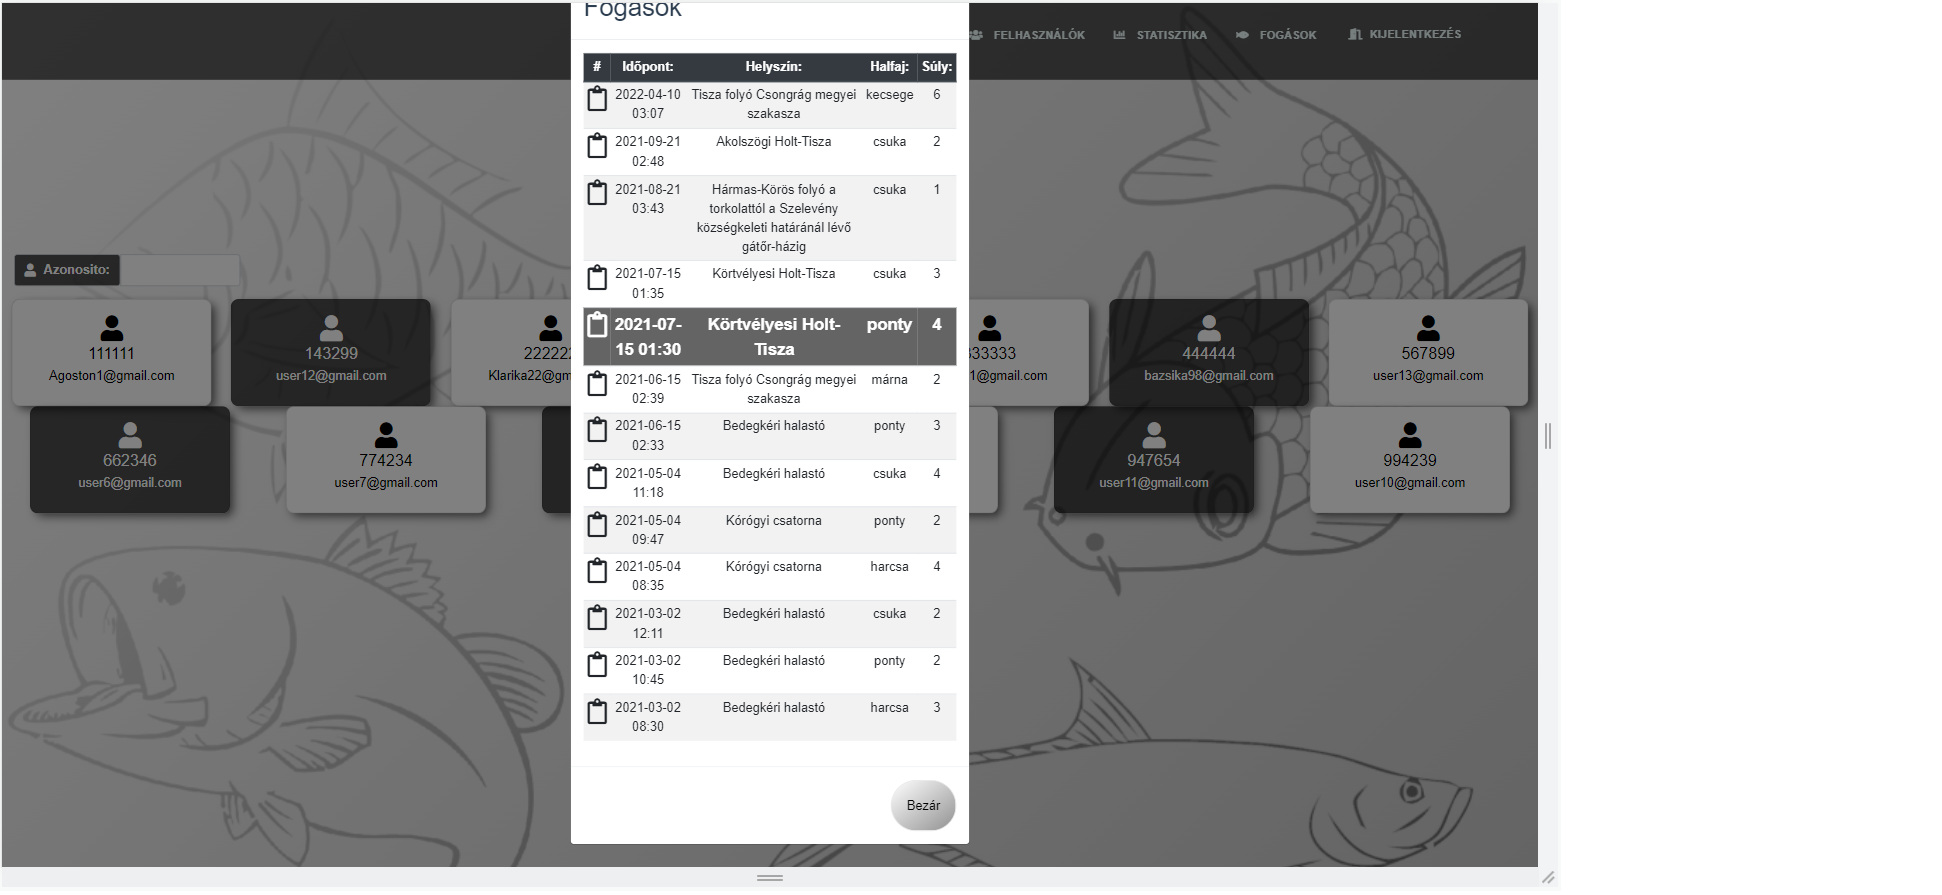 Fogások
FELHASZNÁLÓK STATISZTIKA FOGÁSOK KIJELENTKEZÉS
# Időpont: Helyszín: Halfaj: Súly:
2022-04-10 Tisza folyó Csongrág megyei kecsege 6
03:07 szakasza
2021-09-21 Akolszögi Holt-Tisza csuka 2
02:48
2021-08-21 Hármas-Körös folyó a csuka 1
03:43 torkolattól a Szelevény
községkeleti határánál lévő
gátőr-házig
2021-07-15 Körtvélyesi Holt-Tisza csuka 3
01:35
2021-07- Körtvélyesi Holt- ponty 4
15 01:30 Tisza
2021-06-15 Tisza folyó Csongrág megyei márna 2
02:39 szakasza
2021-06-15 Bedegkéri halastó ponty 3
02:33
2021-05-04 Bedegkéri halastó csuka 4
11:18
2021-05-04 Kórógyi csatorna ponty 2
09:47
2021-05-04 Kórógyi csatorna harcsa 4
08:35
2021-03-02 Bedegkéri halastó csuka 2
12:11
2021-03-02 Bedegkéri halastó ponty 2
10:45
2021-03-02 Bedegkéri halastó harcsa 3
08:30
Bezár
Azonosito:
111111
Agoston1@gmail.com
143299
user12@gmail.com
22222
Klarika22@gm
33333
1@gmail.com
444444
bazsika98@gmail.com
567899
user13@gmail.com
662346
user6@gmail.com
774234
user7@gmail.com
947654
user11@gmail.com
994239
user10@gmail.com